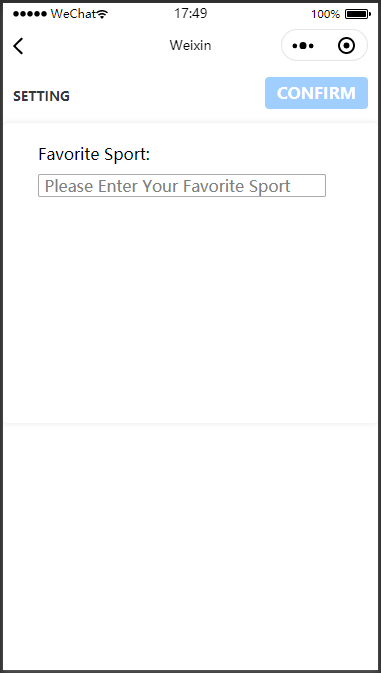 ●●●●● WeChat 17:49 100%
Weixin
SETTING CONFIRM
Favorite Sport:
Please Enter Your Favorite Sport